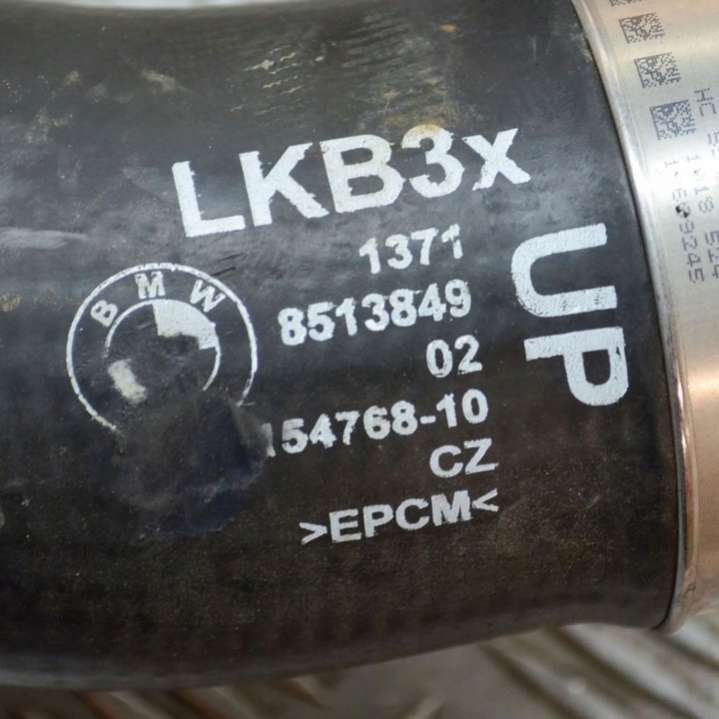 LKB3x
1371
8513849
02
154768-10
CZ
>EPCM<
UP
BMW